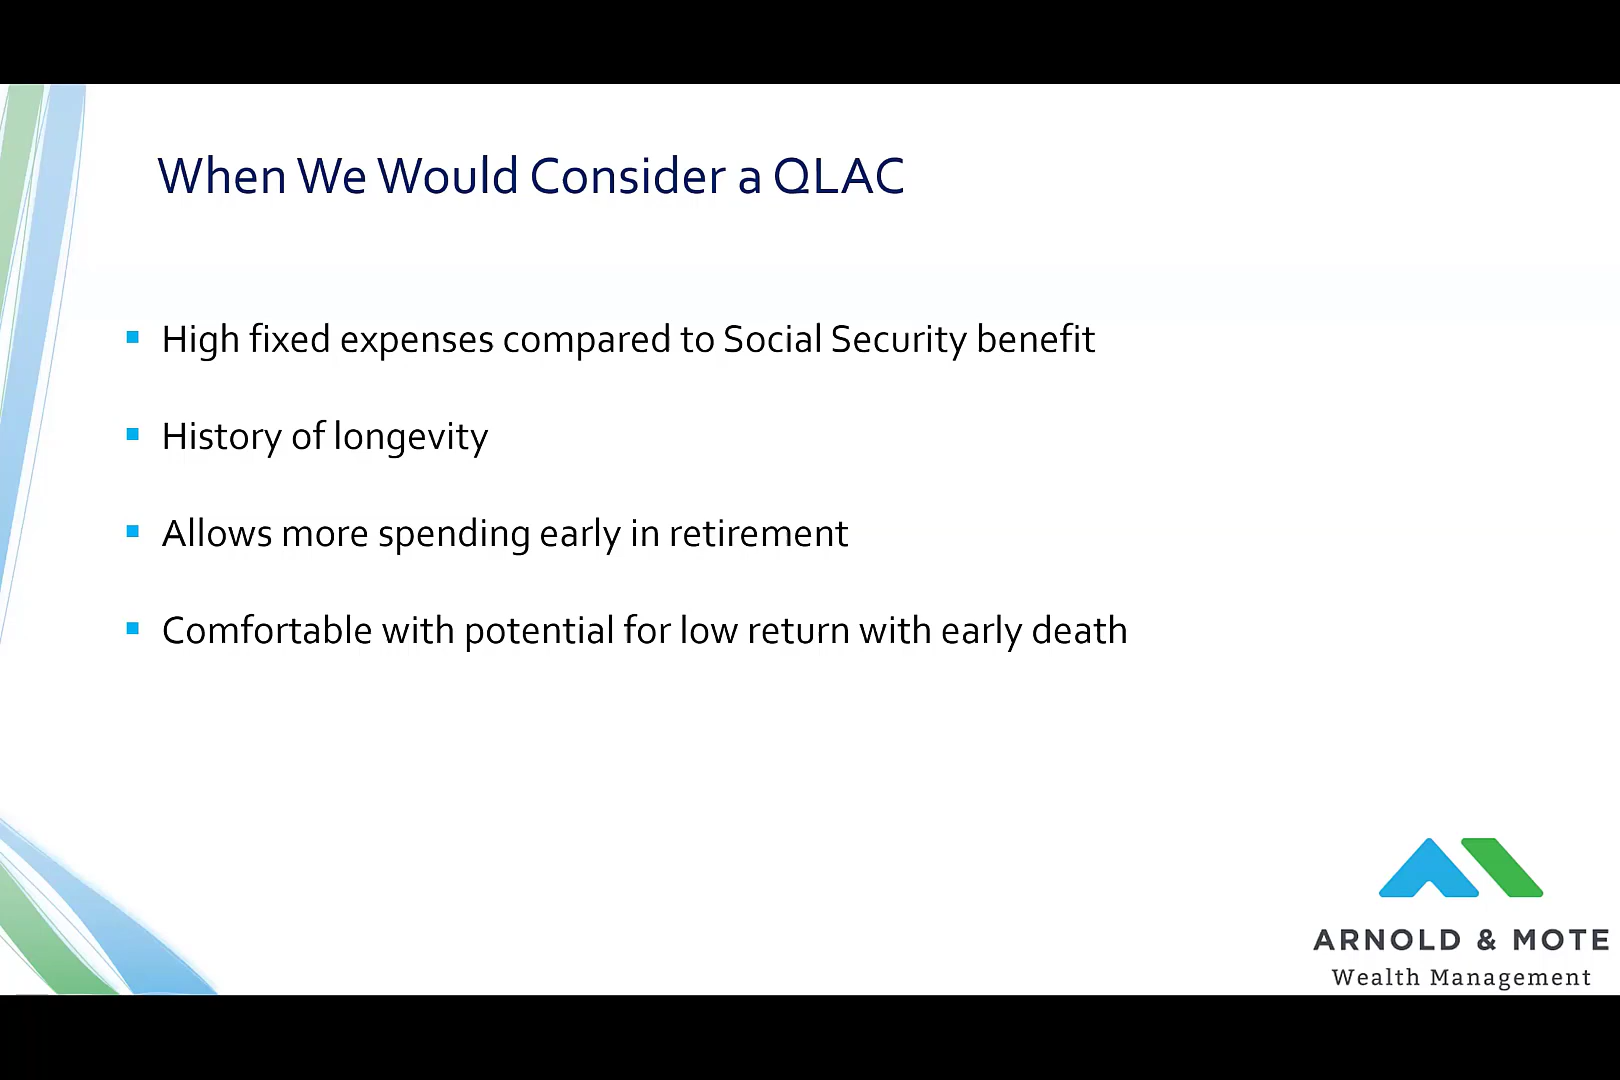 When We Would Consider a QLAC
High fixed expenses compared to Social Security benefit
History of longevity
Allows more spending early in retirement
Comfortable with potential for low return with early death
ARNOLD & MOTE
Wealth Management